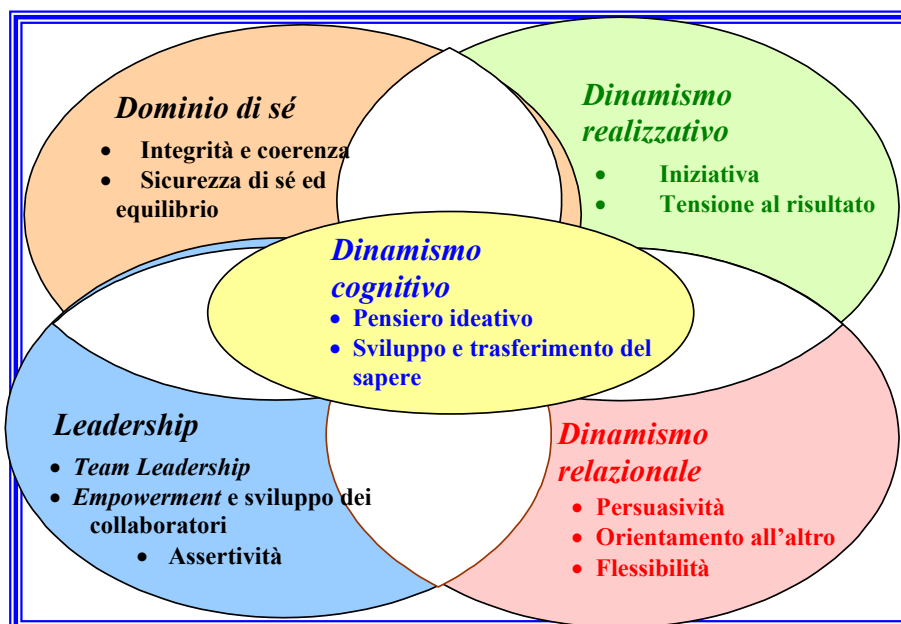 Dominio di sé
• Integrità e coerenza
• Sicurezza di sé ed
equilibrio
Dinamismo
realizzativo
• Iniziativa
• Tensione al risultato
Dinamismo
cognitivo
• Pensiero ideativo
• Sviluppo e trasferimento del
sapere
Leadership
• Team Leadership
• Empowerment e sviluppo dei
collaboratori
• Assertività
Dinamismo
relazionale
• Persuasività
• Orientamento all’altro
• Flessibilità